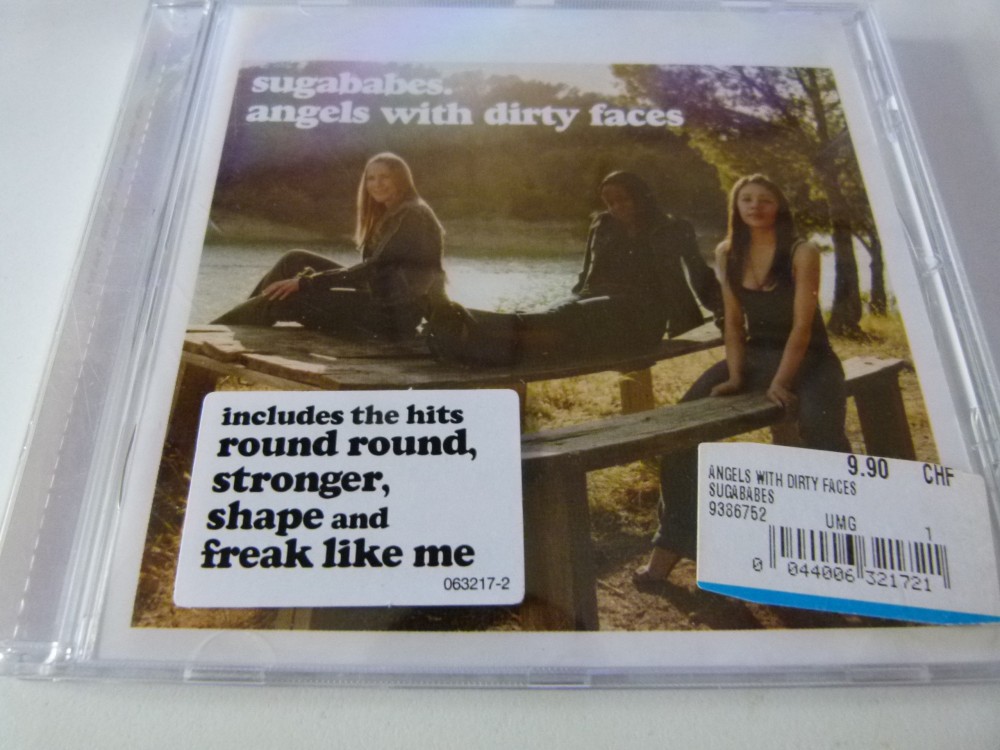 sugababes.
angels with dirty faces
includes the hits
round round,
stronger,
shape and
freak like me
063217-2
9.90 CHF
ANGELS WITH DIRTY FACES
SUGABABES
9386752
UMG 1
0 044006 321721